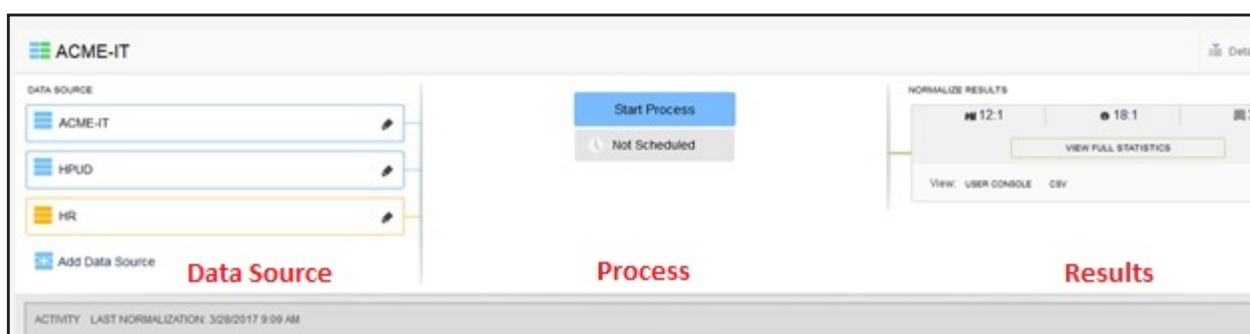 ACME-IT
Deta
DATA SOURCE
ACME-IT
HPUD
HR
Add Data Source
Data Source
Start Process
Not Scheduled
Process
NORMALIZE RESULTS
12:1
18:1
VIEW FULL STATISTICS
View: USER CONSOLE CSV
Results
ACTIVITY LAST NORMALIZATION: 3/28/2017 9:09 AM